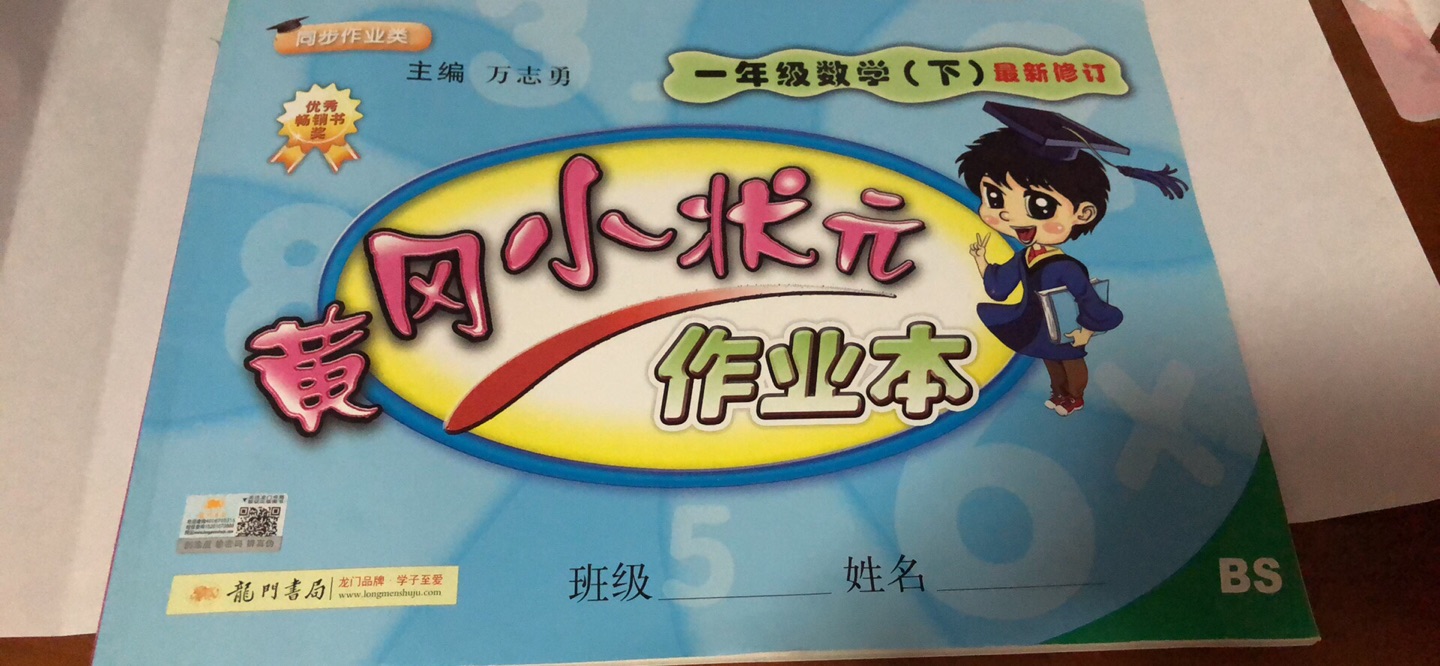 同步作业类
主编 万志勇
一年级数学(下)最新修订
优秀
畅销书
奖
黄冈小状元
作业本
龍門書局
龙门品牌 学子至爱
www.longmenshuju.com
班级
姓名
BS